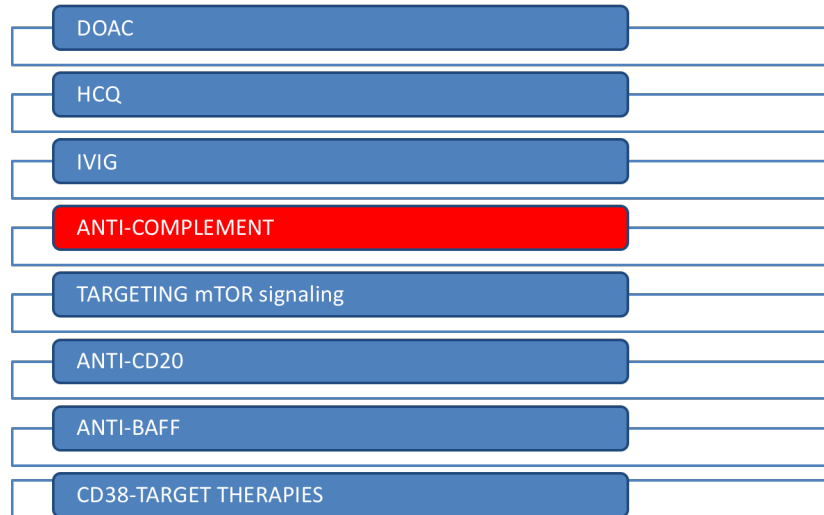 DOAC
HCQ
IVIG
ANTI-COMPLEMENT
TARGETING mTOR signaling
ANTI-CD20
ANTI-BAFF
CD38-TARGET THERAPIES